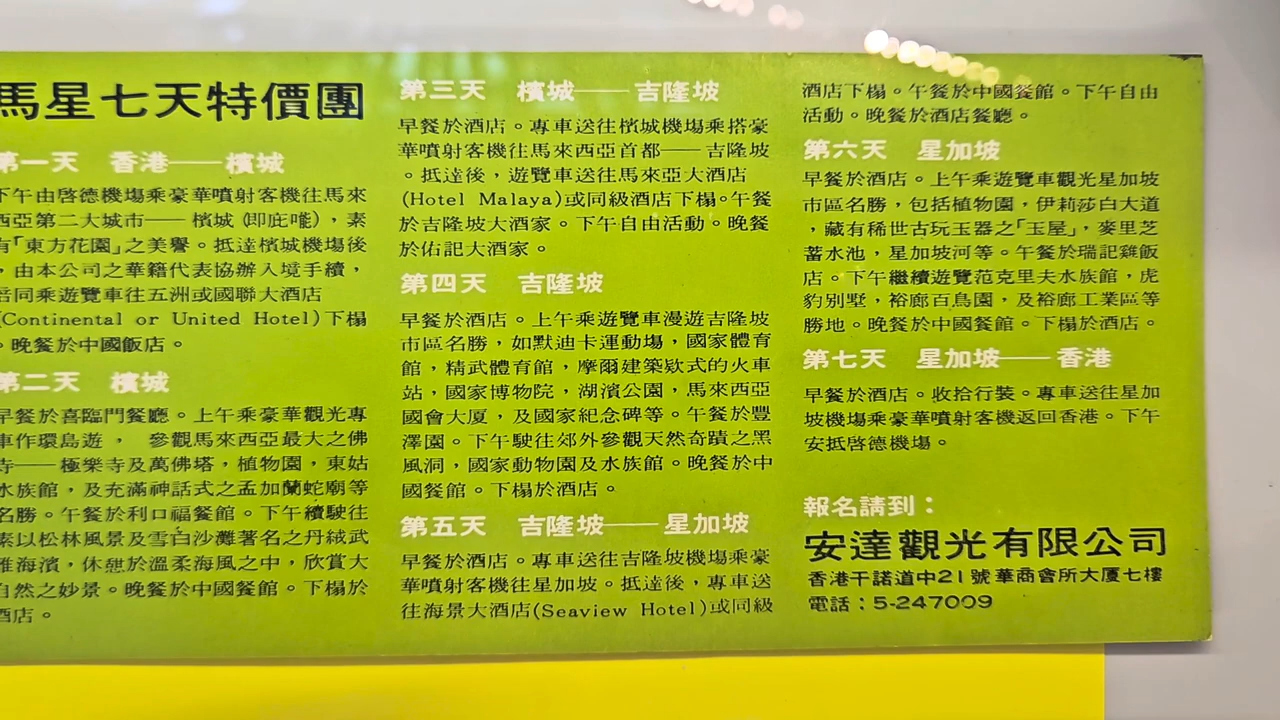 馬星七天特價團
第一天 香港——檳城
下午由啓德機場乘豪華噴射客機往馬來
西亞第二大城市——檳城(即庇能)，素
有「東方花園」之美譽。抵達檳城機場後
，由本公司之華籍代表協辦入境手續，
陪同乘遊覽車往五洲或國聯大酒店
(Continental or United Hotel)下榻
。晚餐於中國飯店。
第二天 檳城
早餐於喜臨門餐廳。上午乘豪華觀光專
車作環島遊， 參觀馬來西亞最大之佛
寺——極樂寺及萬佛塔，植物園，東姑
水族館，及充滿神話式之孟加蘭蛇廟等
名勝。午餐於利口福餐館。下午續駛往
素以松林風景及雪白沙灘著名之丹絨武
雅海濱，休憩於溫柔海風之中，欣賞大
自然之妙景。晚餐於中國餐館。下榻於
酒店。
第三天 檳城——吉隆坡
早餐於酒店。專車送往檳城機場乘搭豪
華噴射客機往馬來西亞首都——吉隆坡
。抵達後，遊覽車送往馬來亞大酒店
(Hotel Malaya)或同級酒店下榻。午餐
於吉隆坡大酒家。下午自由活動。晚餐
於佑記大酒家。
第四天 吉隆坡
早餐於酒店。上午乘遊覽車漫遊吉隆坡
市區名勝，如默迪卡運動場，國家體育
館，精武體育館，摩爾建築欵式的火車
站，國家博物院，湖濱公園，馬來西亞
國會大厦，及國家紀念碑等。午餐於豐
澤園。下午駛往郊外參觀天然奇蹟之黑
風洞，國家動物園及水族館。晚餐於中
國餐館。下榻於酒店。
第五天 吉隆坡——星加坡
早餐於酒店。專車送往吉隆坡機場乘豪
華噴射客機往星加坡。抵達後，專車送
往海景大酒店(Seaview Hotel)或同級
酒店下榻。午餐於中國餐館。下午自由
活動。晚餐於酒店餐廳。
第六天 星加坡
早餐於酒店。上午乘遊覽車觀光星加坡
市區名勝，包括植物園，伊莉莎白大道
，藏有稀世古玩玉器之「玉屋」，麥里芝
蓄水池，星加坡河等。午餐於瑞記雞飯
店。下午繼續遊覽范克里夫水族館，虎
豹別墅，裕廊百鳥園，及裕廊工業區等
勝地。晚餐於中國餐館。下榻於酒店。
第七天 星加坡——香港
早餐於酒店。收拾行裝。專車送往星加
坡機場乘豪華噴射客機返回香港。下午
安抵啓德機場。
報名請到：
安達觀光有限公司
香港干諾道中21號華商會所大厦七樓
電話：5-247009